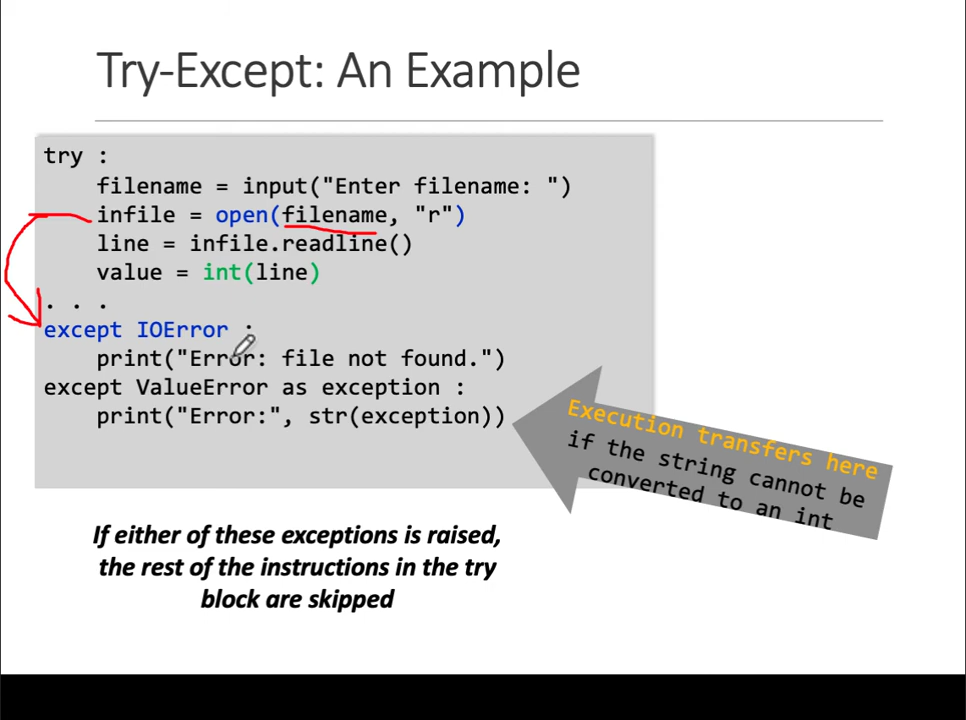 Try-Except: An Example
try :
filename = input("Enter filename: ")
infile = open(filename, "r")
line = infile.readline()
value = int(line)
. . .
except IOError :
print("Error: file not found.")
except ValueError as exception :
print("Error:", str(exception))
Execution transfers here
if the string cannot be
converted to an int
If either of these exceptions is raised,
the rest of the instructions in the try
block are skipped